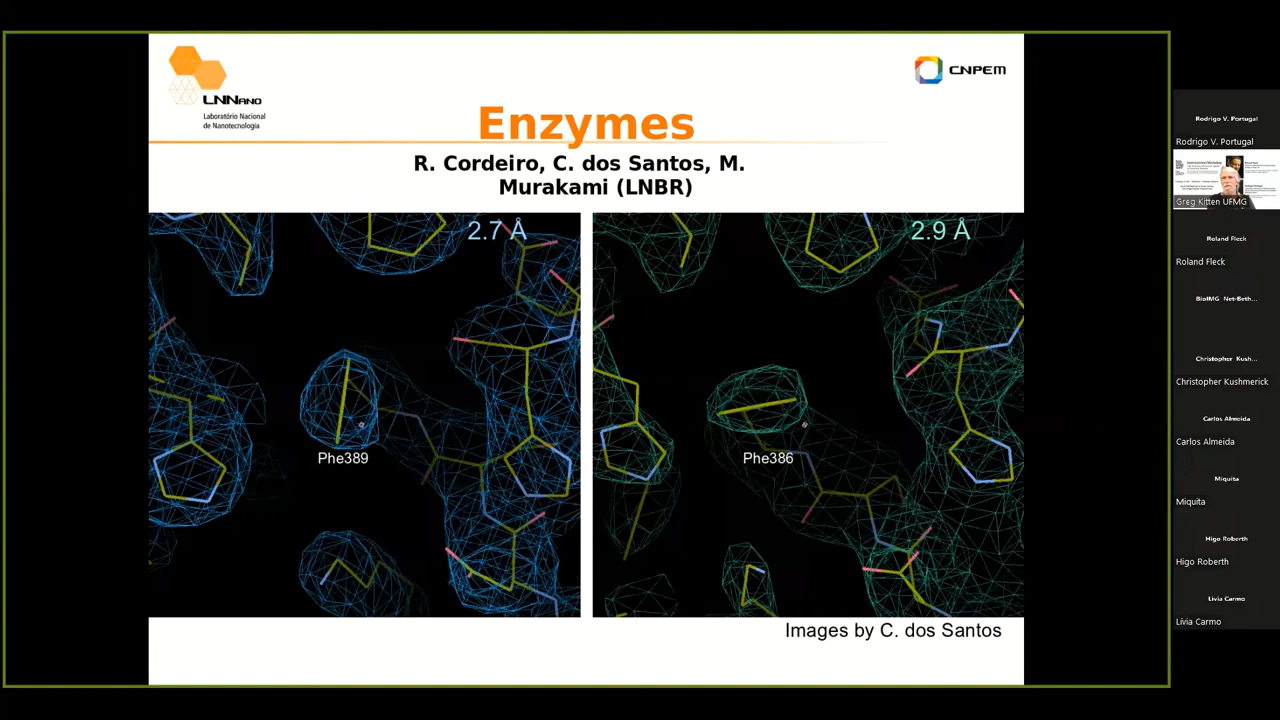 LNNANO
Laboratório Nacional
de Nanotecnologia
CNPEM
Enzymes
R. Cordeiro, C. dos Santos, M.
Murakami (LNBR)
2.7 Å
2.9 Å
Phe389
Phe386
Images by C. dos Santos
Rodrigo V. Portugal
Rodrigo V. Portugal
Greg Kitten UFMG
Roland Fleck
Roland Fleck
BioIMG Net-Beth...
Christopher Kush...
Christopher Kushmerick
Carlos Almeida
Carlos Almeida
Miquita
Miquita
Higo Roberth
Higo Roberth
Livia Carmo
Lívia Carmo